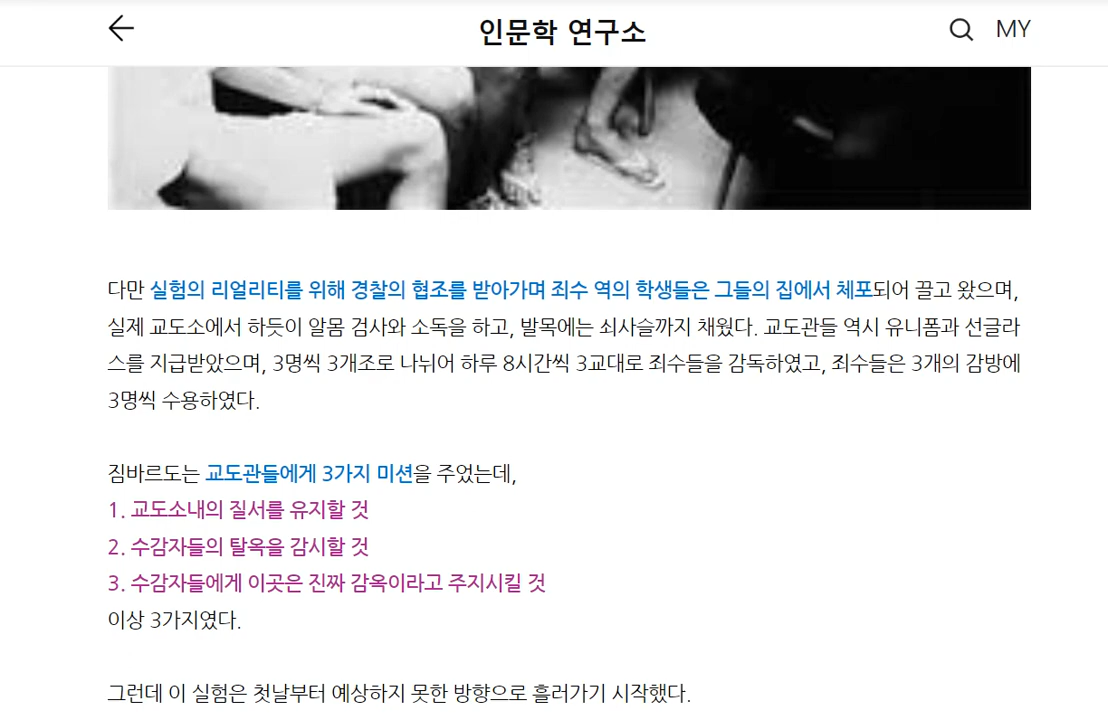 인문학 연구소
MY
다만 실험의 리얼리티를 위해 경찰의 협조를 받아가며 죄수 역의 학생들은 그들의 집에서 체포되어 끌고 왔으며,
실제 교도소에서 하듯이 알몸 검사와 소독을 하고, 발목에는 쇠사슬까지 채웠다. 교도관들 역시 유니폼과 선글라
스를 지급받았으며, 3명씩 3개조로 나뉘어 하루 8시간씩 3교대로 죄수들을 감독하였고, 죄수들은 3개의 감방에
3명씩 수용하였다.
짐바르도는 교도관들에게 3가지 미션을 주었는데,
1. 교도소내의 질서를 유지할 것
2. 수감자들의 탈옥을 감시할 것
3. 수감자들에게 이곳은 진짜 감옥이라고 주지시킬 것
이상 3가지였다.
그런데 이 실험은 첫날부터 예상하지 못한 방향으로 흘러가기 시작했다.